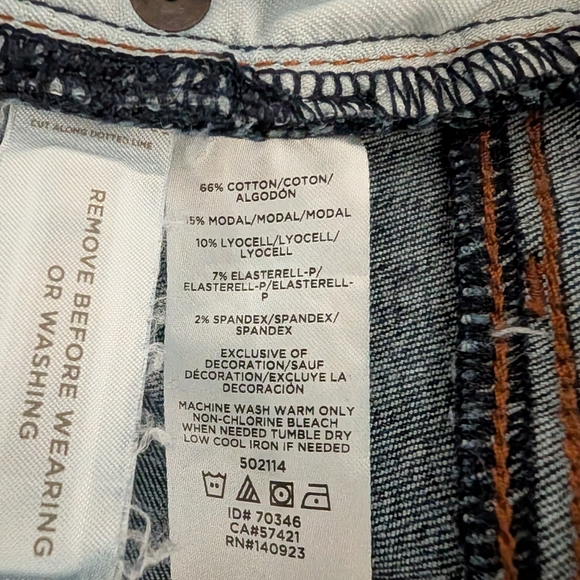 CUT ALONG DOTTED LINE
REMOVE BEFORE WEARING
OR WASHING
66% COTTON/COTON/
ALGODÓN
5% MODAL/MODAL/MODAL
10% LYOCELL/LYOCELL/
LYOCELL
7% ELASTERELL-P/
ELASTERELL-P/ELASTERELL-
P
2% SPANDEX/SPANDEX/
SPANDEX
EXCLUSIVE OF
DECORATION/SAUF
DÉCORATION/EXCLUYE LA
DECORACIÓN
MACHINE WASH WARM ONLY
NON-CHLORINE BLEACH
WHEN NEEDED TUMBLE DRY
LOW COOL IRON IF NEEDED
502114
ID# 70346
CA#57421
RN#140923